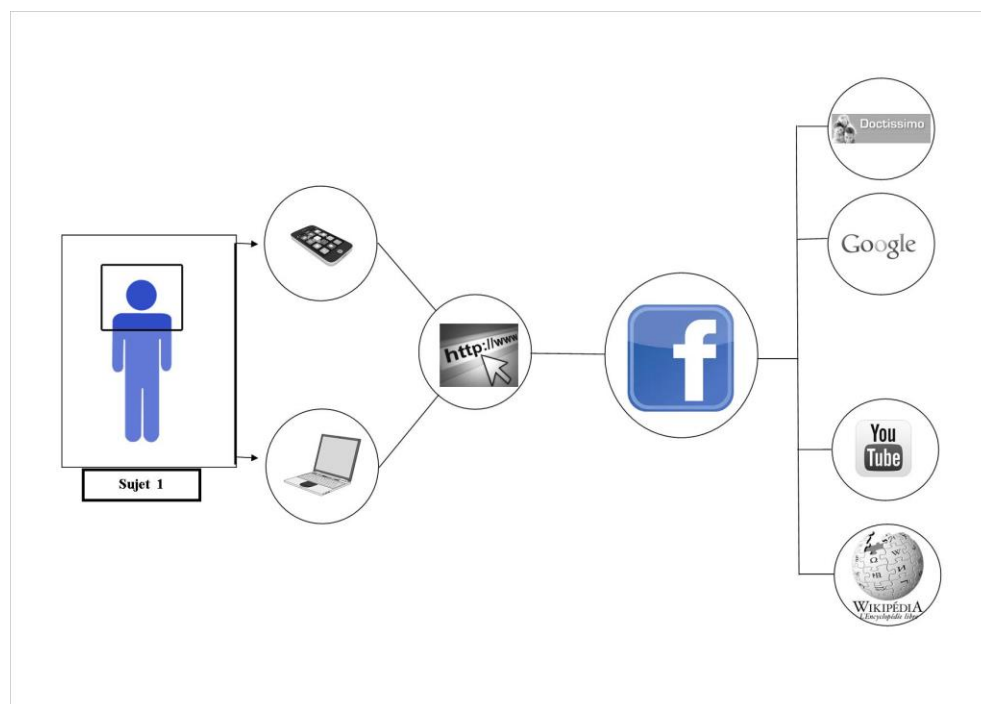 Doctissimo
Google
http://www
f
You
Tube
Sujet 1
Ω W
И
WIKIPÉDIA
L'Encyclopédie libre